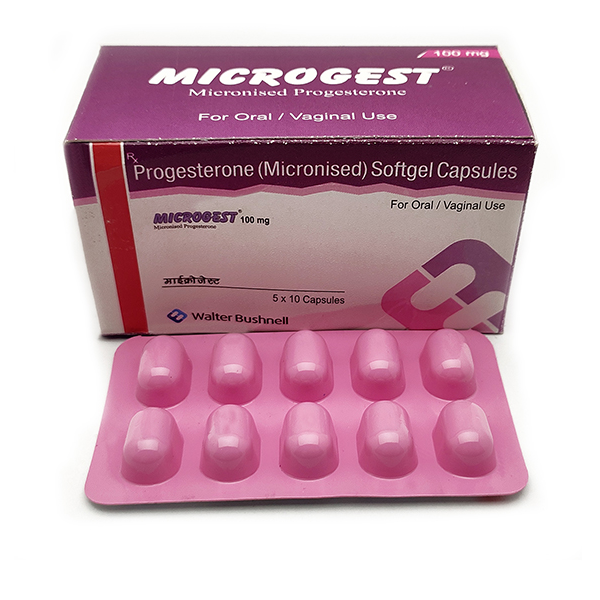 100 mg
MICROGEST®
Micronised Progesterone
For Oral / Vaginal Use
Rx
Progesterone (Micronised) Softgel Capsules
For Oral / Vaginal Use
MICROGEST® 100 mg
Micronised Progesterone
माईक्रोजेस्ट
5 x 10 Capsules
Walter Bushnell